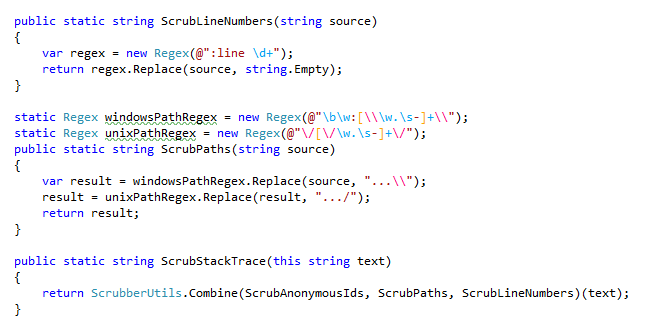 public static string ScrubLineNumbers(string source)
{
    var regex = new Regex(@":line \d+");
    return regex.Replace(source, string.Empty);
}

static Regex windowsPathRegex = new Regex(@"\b\w:[\\\w.\s-]+\\");
static Regex unixPathRegex = new Regex(@"\/[\/\w.\s-]+\/");
public static string ScrubPaths(string source)
{
    var result = windowsPathRegex.Replace(source, "...\\");
    result = unixPathRegex.Replace(result, ".../");
    return result;
}

public static string ScrubStackTrace(this string text)
{
    return ScrubberUtils.Combine(ScrubAnonymousIds, ScrubPaths, ScrubLineNumbers)(text);
}